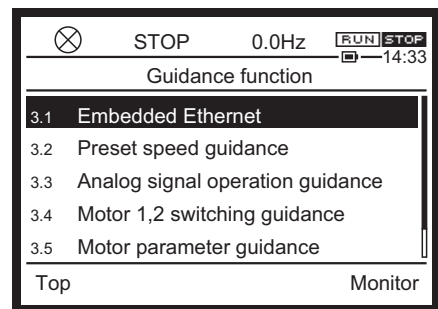 STOP 0.0Hz RUN STOP
14:33
Guidance function
3.1 Embedded Ethernet
3.2 Preset speed guidance
3.3 Analog signal operation guidance
3.4 Motor 1,2 switching guidance
3.5 Motor parameter guidance
Top Monitor